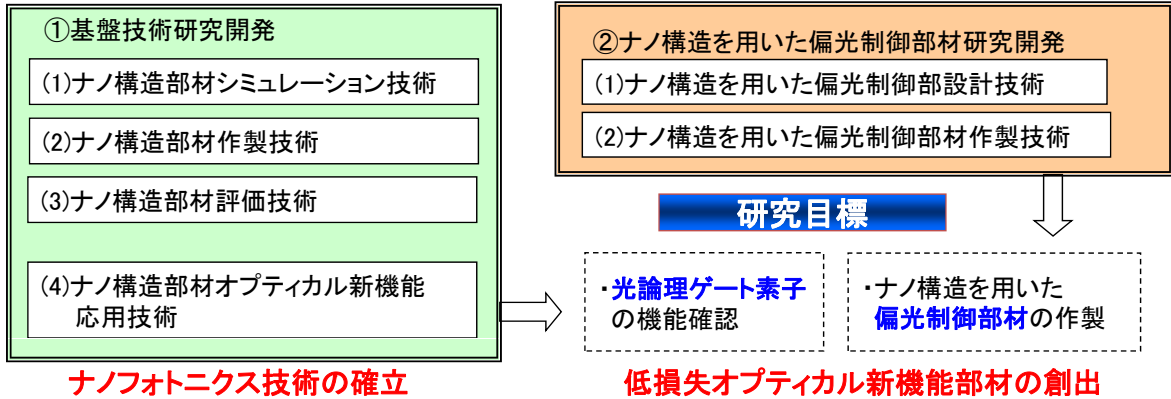 ①基盤技術研究開発
(1)ナノ構造部材シミュレーション技術
(2)ナノ構造部材作製技術
(3)ナノ構造部材評価技術
(4)ナノ構造部材オプティカル新機能
応用技術
ナノフォトニクス技術の確立
②ナノ構造を用いた偏光制御部材研究開発
(1)ナノ構造を用いた偏光制御部設計技術
(2)ナノ構造を用いた偏光制御部材作製技術
研究目標
・光論理ゲート素子
の機能確認
・ナノ構造を用いた
偏光制御部材の作製
低損失オプティカル新機能部材の創出